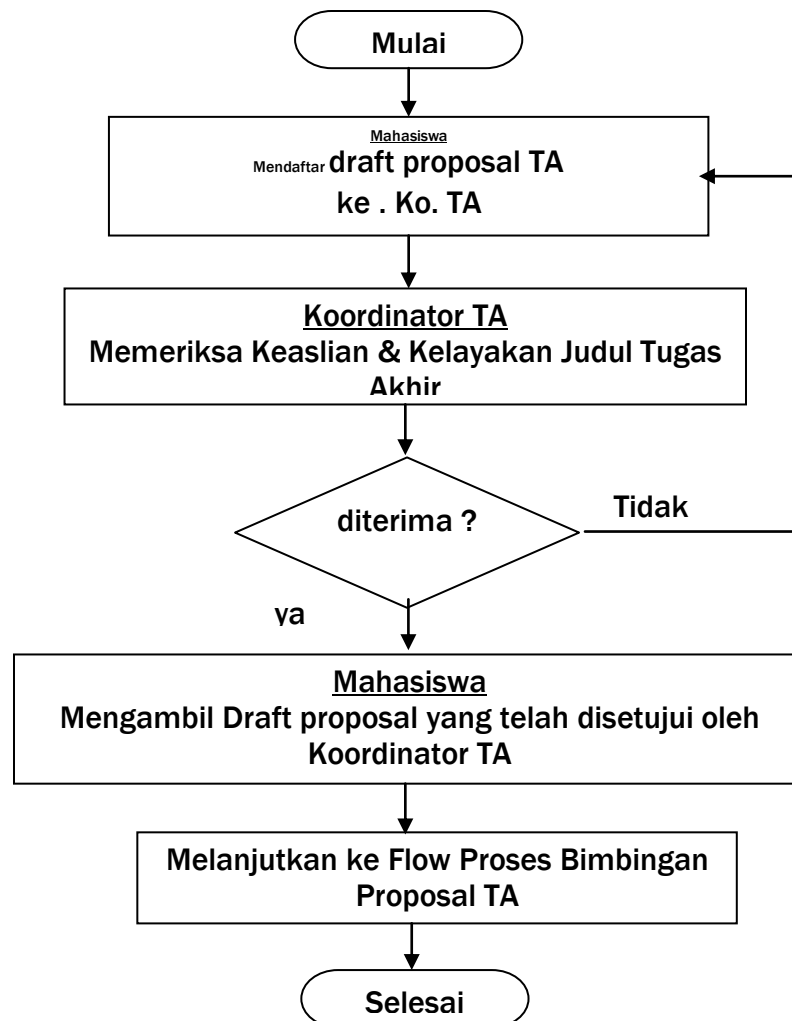 Mulai
Mahasiswa
Mendaftar draft proposal TA
ke . Ko. TA
Koordinator TA
Memeriksa Keaslian & Kelayakan Judul Tugas
Akhir
diterima ?
Tidak
ya
Mahasiswa
Mengambil Draft proposal yang telah disetujui oleh
Koordinator TA
Melanjutkan ke Flow Proses Bimbingan
Proposal TA
Selesai